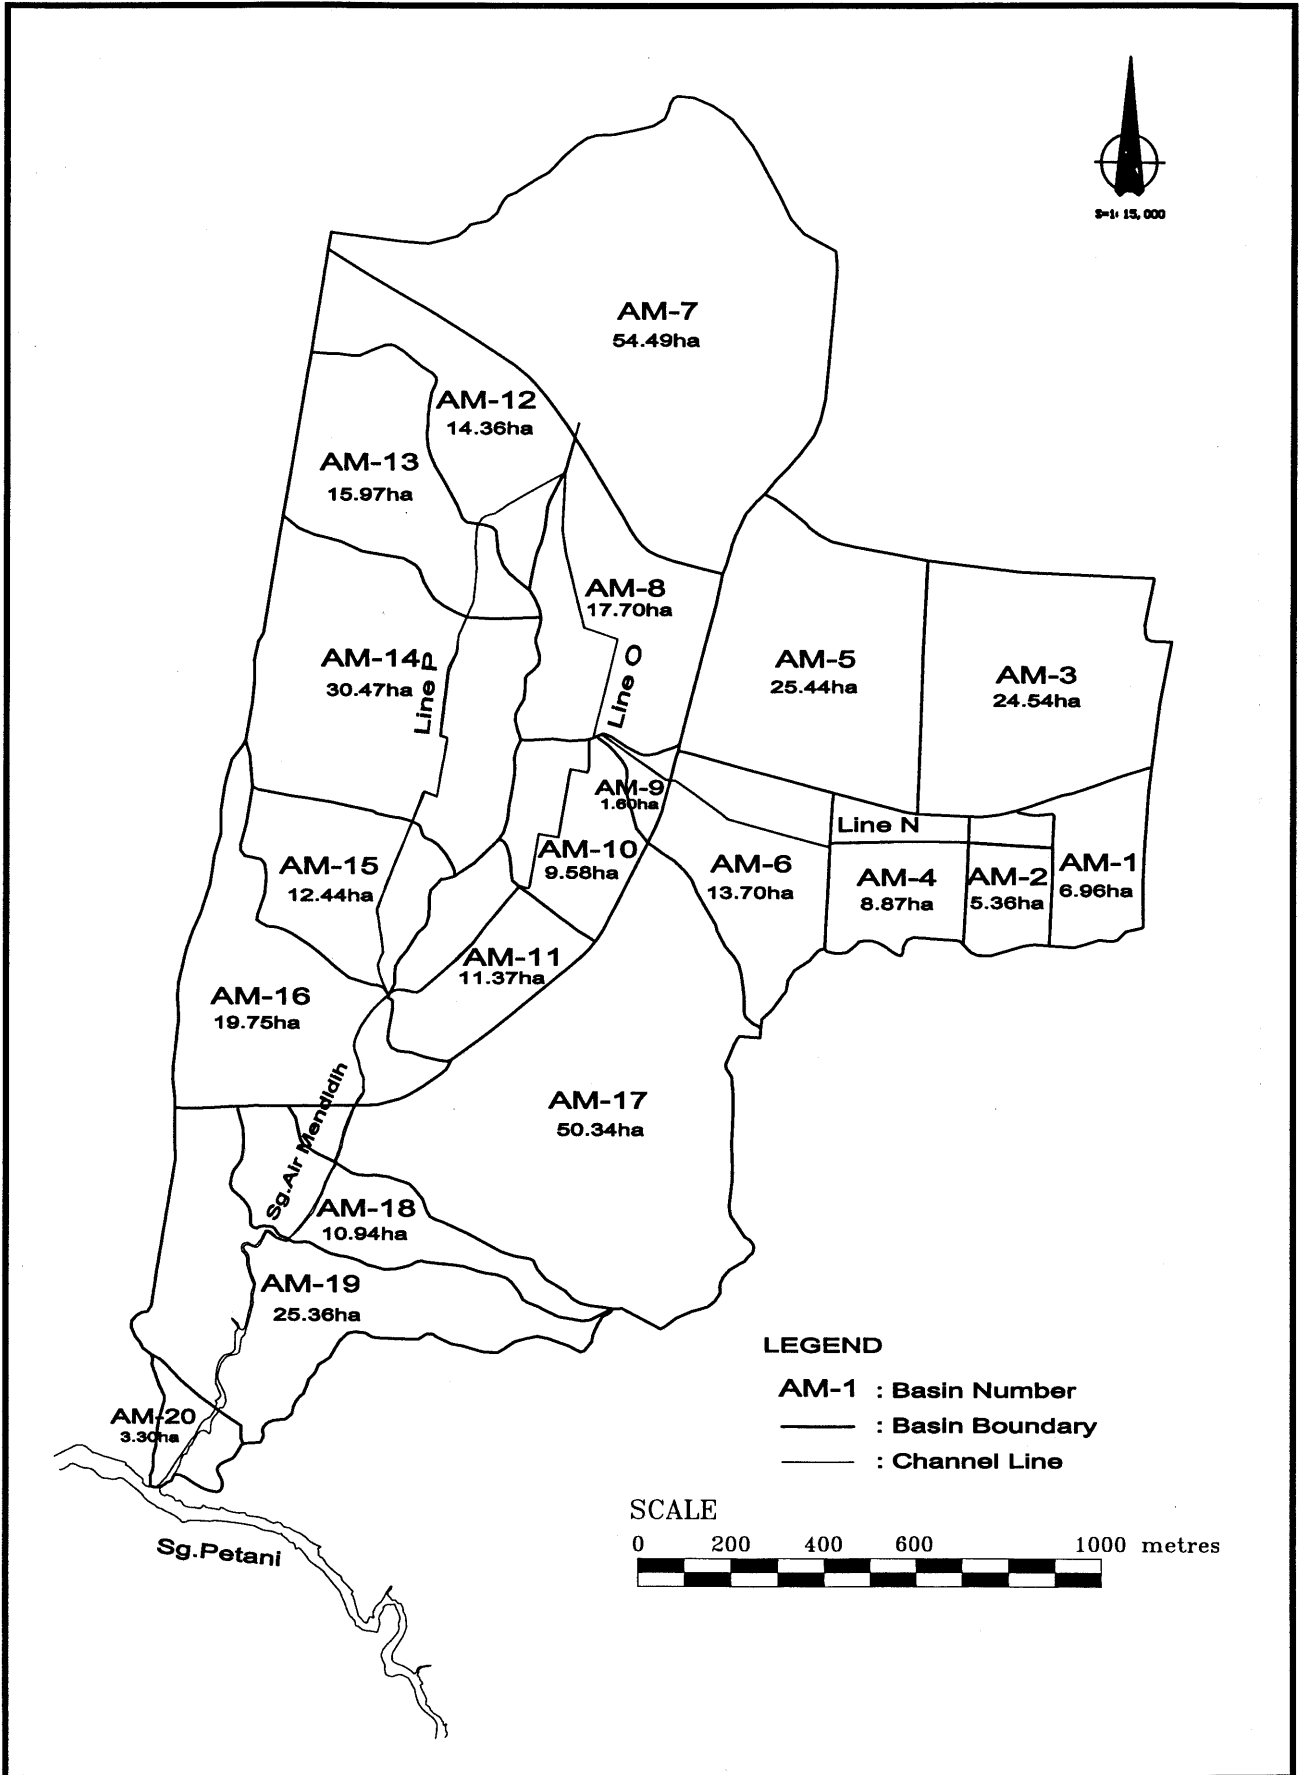 S=1: 15,000
AM-7
54.49ha
AM-12
14.36ha
AM-13
15.97ha
AM-8
17.70ha
AM-14
30.47ha
Line P
Line O
AM-5
25.44ha
AM-3
24.54ha
AM-9
1.60ha
Line N
AM-10
9.58ha
AM-15
12.44ha
AM-6
13.70ha
AM-4
8.87ha
AM-2
5.36ha
AM-1
6.96ha
AM-11
11.37ha
AM-16
19.75ha
Sg.Air Mendidih
AM-17
50.34ha
AM-18
10.94ha
AM-19
25.36ha
AM-20
3.30ha
Sg.Petani
LEGEND
AM-1 : Basin Number
: Basin Boundary
: Channel Line
SCALE
0 200 400 600 1000 metres